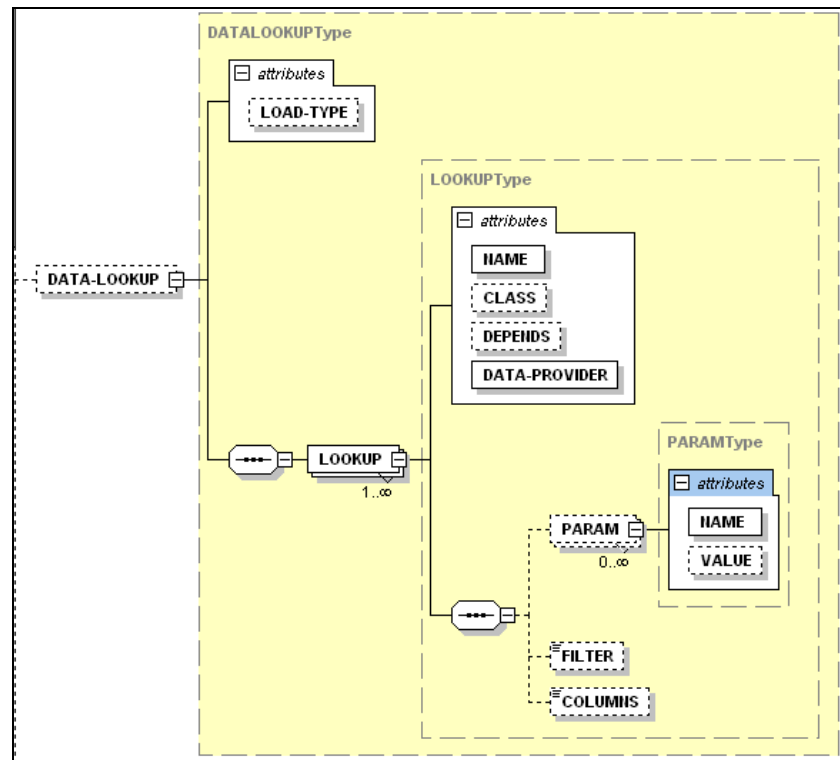 DATALOOKUPType
attributes
LOAD-TYPE
LOOKUPType
attributes
NAME
CLASS
DEPENDS
DATA-PROVIDER
DATA-LOOKUP
LOOKUP
1..∞
PARAMType
attributes
NAME
VALUE
PARAM
0..∞
FILTER
COLUMNS